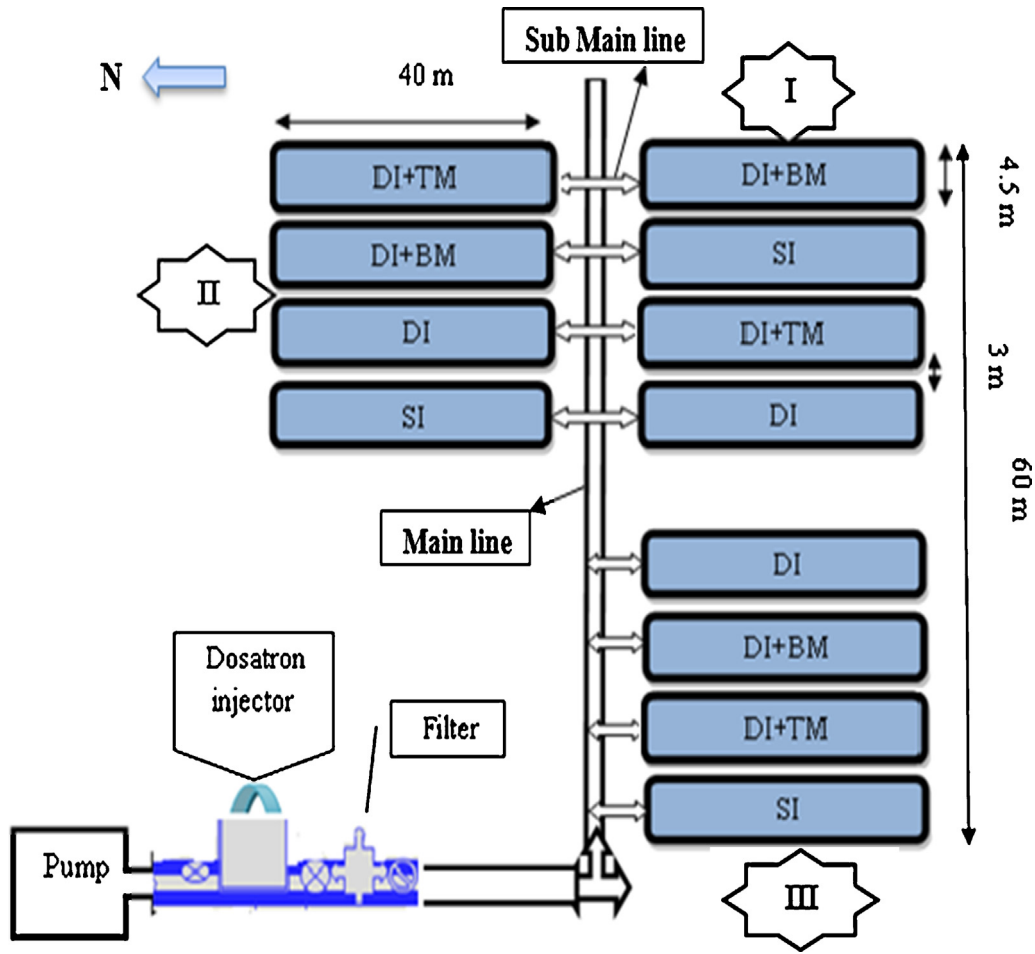 Sub Main line
N
40 m
I
DI+TM
DI+BM
4.5 m
DI+BM
SI
II
DI
DI+TM
3 m
SI
DI
60 m
Main line
DI
DI+BM
Dosatron
injector
Filter
DI+TM
SI
Pump
III